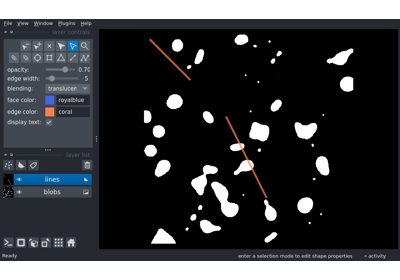 File View Window Plugins Help
layer controls
opacity: 0.70
edge width: 5
blending: translucen
face color: royalblue
edge color: coral
display text:
layer list
lines
blobs
Ready enter a selection mode to edit shape properties activity